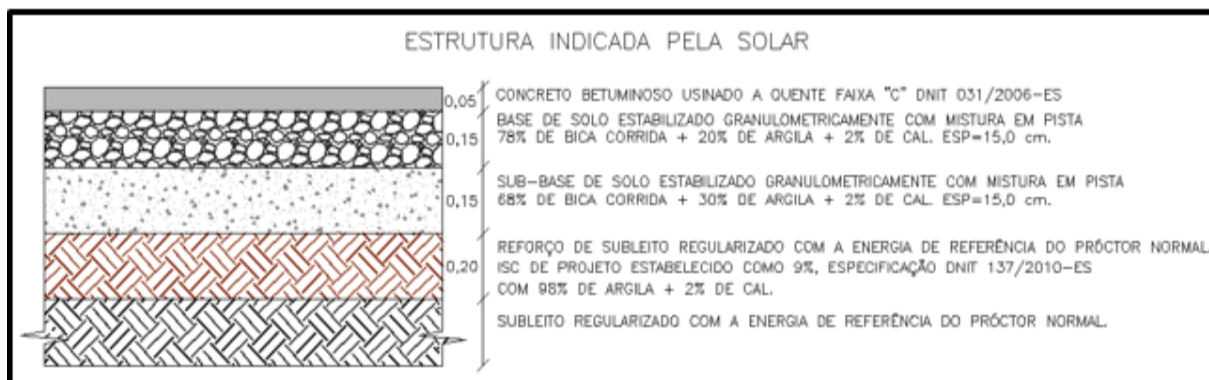 ESTRUTURA INDICADA PELA SOLAR
0,05
CONCRETO BETUMINOSO USINADO A QUENTE FAIXA "C" DNIT 031/2006-ES
0,15
BASE DE SOLO ESTABILIZADO GRANULOMETRICAMENTE COM MISTURA EM PISTA
78% DE BICA CORRIDA + 20% DE ARGILA + 2% DE CAL. ESP=15,0 cm.
0,15
SUB-BASE DE SOLO ESTABILIZADO GRANULOMETRICAMENTE COM MISTURA EM PISTA
68% DE BICA CORRIDA + 30% DE ARGILA + 2% DE CAL. ESP=15,0 cm.
0,20
REFORÇO DE SUBLEITO REGULARIZADO COM A ENERGIA DE REFERÊNCIA DO PRÓCTOR NORMAL.
ISC DE PROJETO ESTABELECIDO COMO 9%, ESPECIFICAÇÃO DNIT 137/2010-ES
COM 98% DE ARGILA + 2% DE CAL.
SUBLEITO REGULARIZADO COM A ENERGIA DE REFERÊNCIA DO PRÓCTOR NORMAL.